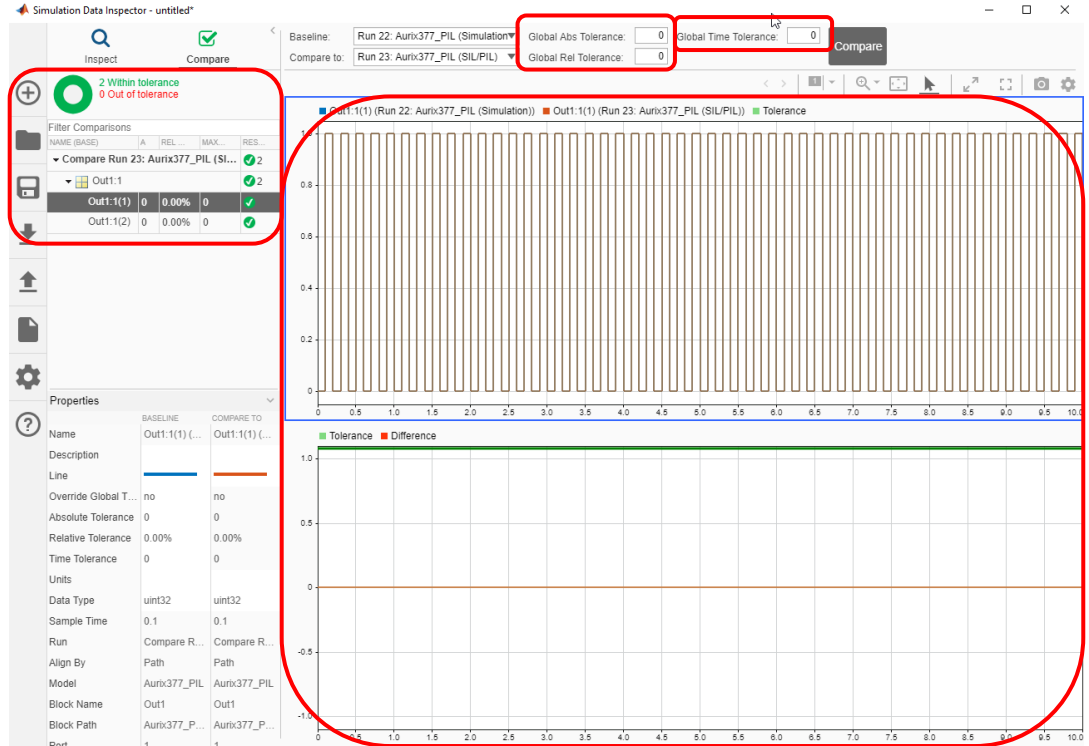 Simulation Data Inspector - untitled*
Inspect
Compare
Baseline:
Run 22: Aurix377_PIL (Simulation
Compare to:
Run 23: Aurix377_PIL (SIL/PIL)
Global Abs Tolerance:
0
Global Rel Tolerance:
0
Global Time Tolerance:
0
Compare
2 Within tolerance
0 Out of tolerance
Filter Comparisons
NAME (BASE) A REL ... MAX... RES...
Compare Run 23: Aurix377_PIL (SI... 2
Out1:1 2
Out1:1(1) 0 0.00% 0
Out1:1(2) 0 0.00% 0
Properties
BASELINE COMPARE TO
Name Out1:1(1) (... Out1:1(1) (...
Description
Line
Override Global T... no no
Absolute Tolerance 0 0
Relative Tolerance 0.00% 0.00%
Time Tolerance 0 0
Units
Data Type uint32 uint32
Sample Time 0.1 0.1
Run Compare R... Compare R...
Align By Path Path
Model Aurix377_PIL Aurix377_PIL
Block Name Out1 Out1
Block Path Aurix377_P... Aurix377_P...
Port 1 1
1
Out1:1(1) (Run 22: Aurix377_PIL (Simulation)) Out1:1(1) (Run 23: Aurix377_PIL (SIL/PIL)) Tolerance
1.0
0.8
0.6
0.4
0.2
0
0 0.5 1.0 1.5 2.0 2.5 3.0 3.5 4.0 4.5 5.0 5.5 6.0 6.5 7.0 7.5 8.0 8.5 9.0 9.5 10.0
Tolerance Difference
1.0
0.5
0
-0.5
-1.0
0 0.5 1.0 1.5 2.0 2.5 3.0 3.5 4.0 4.5 5.0 5.5 6.0 6.5 7.0 7.5 8.0 8.5 9.0 9.5 10.0